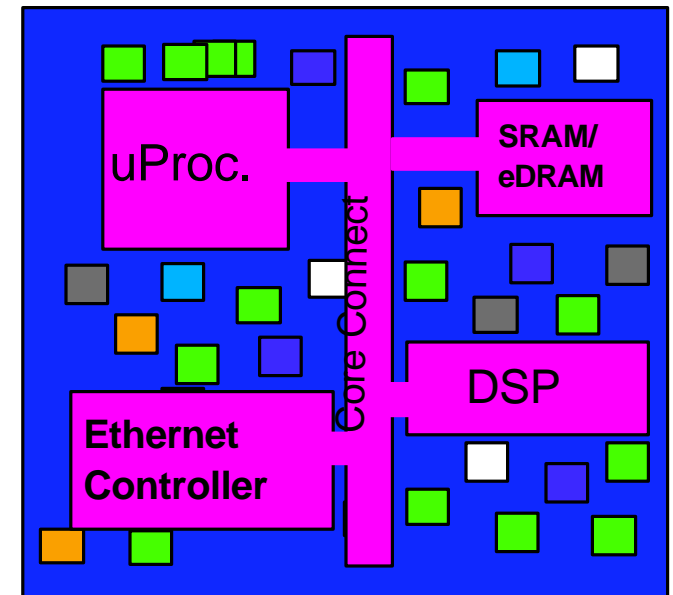 uProc.
SRAM/
eDRAM
Core Connect
DSP
Ethernet
Controller